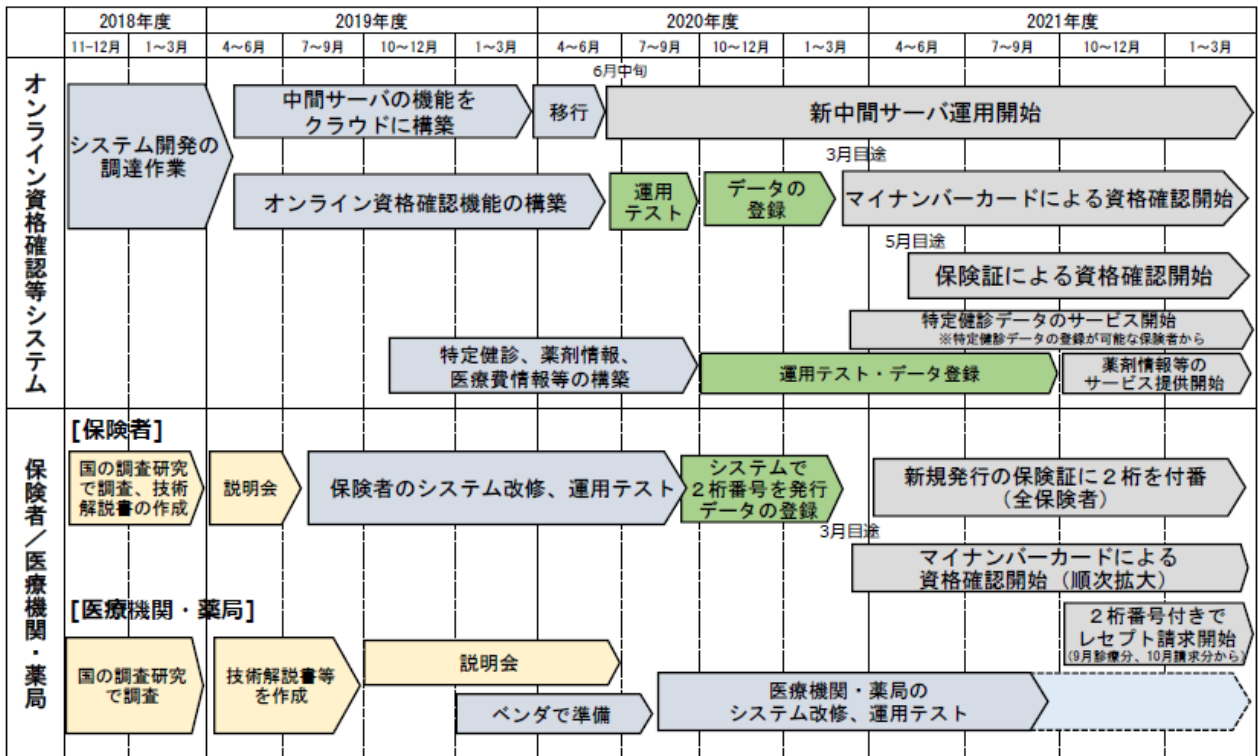 2018年度
2019年度
2020年度
2021年度
11-12月
1～3月
4～6月
7～9月
10～12月
1～3月
4～6月
7～9月
10～12月
1～3月
4～6月
7～9月
10～12月
1～3月
オンライン資格確認等システム
システム開発の
調達作業
中間サーバの機能を
クラウドに構築
移行
6月中旬
新中間サーバ運用開始
オンライン資格確認機能の構築
運用
テスト
データの
登録
3月目途
マイナンバーカードによる資格確認開始
5月目途
保険証による資格確認開始
特定健診データのサービス開始
※特定健診データの登録が可能な保険者から
特定健診、薬剤情報、
医療費情報等の構築
運用テスト・データ登録
薬剤情報等の
サービス提供開始
保険者／医療機関・薬局
[保険者]
国の調査研究
で調査、技術
解説書の作成
説明会
保険者のシステム改修、運用テスト
システムで
２桁番号を発行
データの登録
新規発行の保険証に２桁を付番
（全保険者）
3月目途
マイナンバーカードによる
資格確認開始（順次拡大）
[医療機関・薬局]
２桁番号付きで
レセプト請求開始
(9月診療分、10月請求分から)
国の調査研究
で調査
技術解説書等
を作成
説明会
ベンダで準備
医療機関・薬局の
システム改修、運用テスト